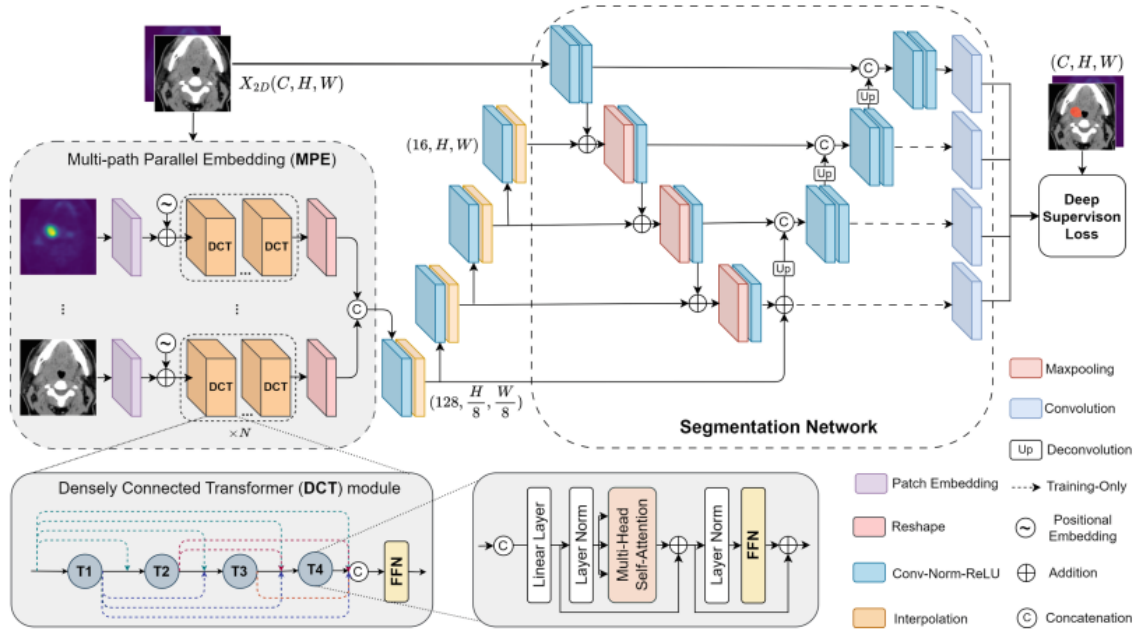 X_{2D}(C, H, W)
(C, H, W)
Multi-path Parallel Embedding (MPE)
(16, H, W)
C
Up
C
Up
C
Up
Deep
Supervison
Loss
~
DCT
...
DCT
...
...
C
~
DCT
...
DCT
×N
(128, H/8, W/8)
Segmentation Network
Maxpooling
Convolution
Up
Deconvolution
Training-Only
~
Positional
Embedding
Addition
C
Concatenation
Patch Embedding
Reshape
Conv-Norm-ReLU
Interpolation
Densely Connected Transformer (DCT) module
T1
T2
T3
T4
C
FFN
C
Linear Layer
Layer Norm
Multi-Head
Self-Attention
Layer Norm
FFN